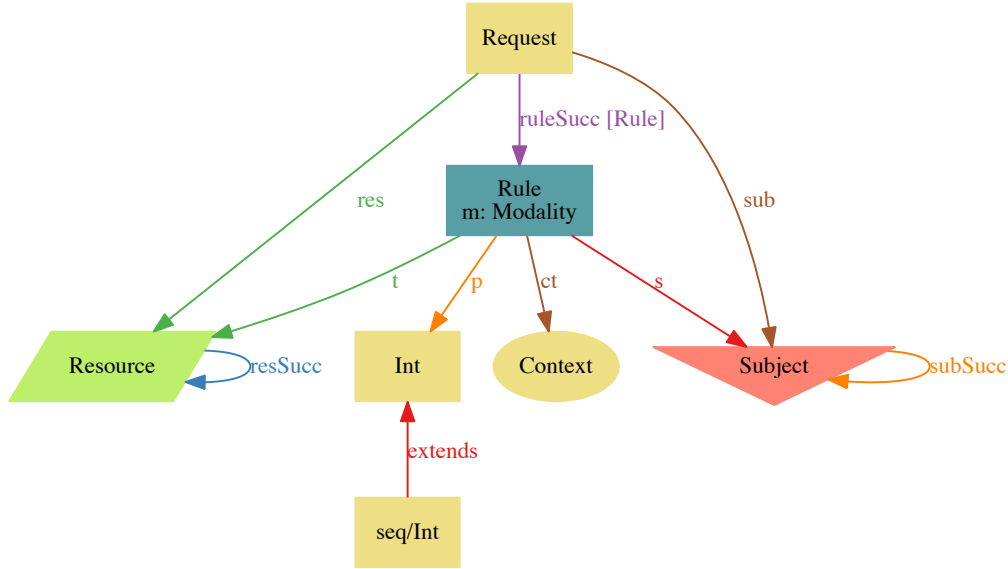 Request
ruleSucc [Rule]
res
Rule
m: Modality
sub
t
p
ct
s
Resource
resSucc
Int
Context
Subject
subSucc
extends
seq/Int